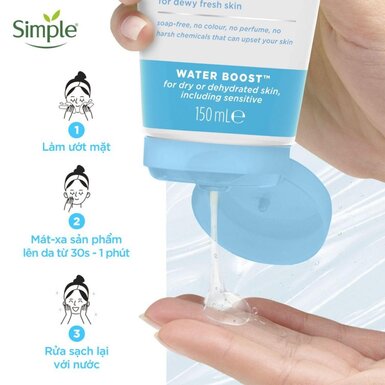 Simple®
for dewy fresh skin
soap-free, no colour, no perfume, no
harsh chemicals that can upset your skin
WATER BOOST™
for dry or dehydrated skin,
including sensitive
150 mL℮
1
Làm ướt mặt
2
Mát-xa sản phẩm
lên da từ 30s - 1 phút
3
Rửa sạch lại
với nước